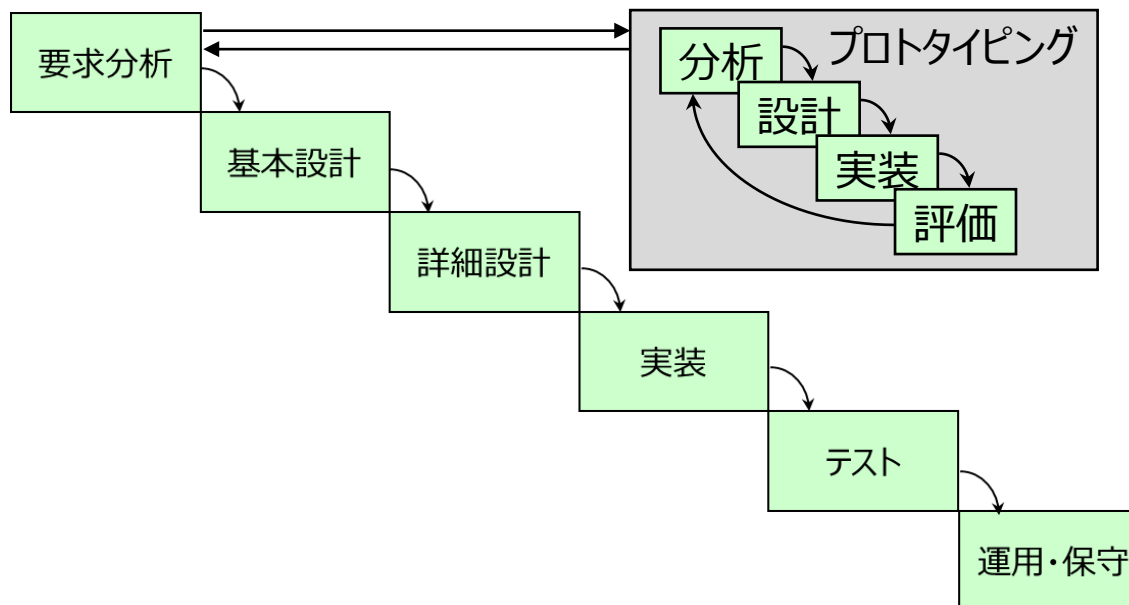 要求分析
プロトタイピング
分析
設計
実装
評価
基本設計
詳細設計
実装
テスト
運用・保守